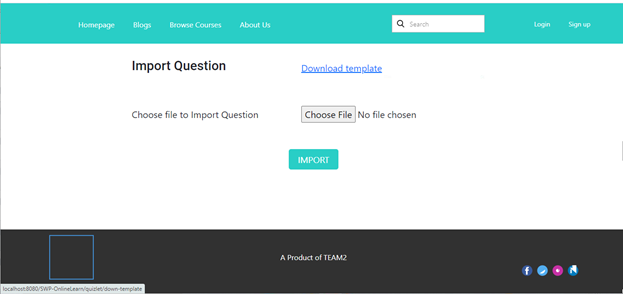 Homepage Blogs Browse Courses About Us Search Login Sign up
Import Question Download template
Choose file to Import Question Choose File No file chosen
IMPORT
A Product of TEAM2
localhost:8080/SWP-OnlineLearn/quizlet/down-template